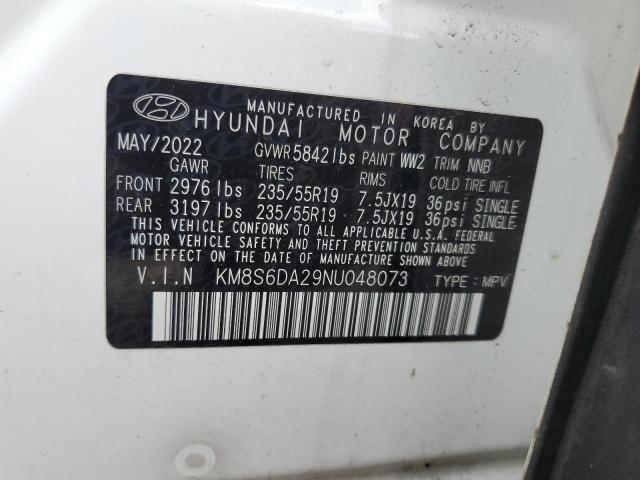 MANUFACTURED IN KOREA BY
HYUNDAI MOTOR COMPANY
MAY/2022 GVWR 5842 lbs PAINT WW2 TRIM NNB
GAWR TIRES RIMS COLD TIRE INFL
FRONT 2976 lbs 235/55R19 7.5JX19 36psi SINGLE
REAR 3197 lbs 235/55R19 7.5JX19 36psi SINGLE
THIS VEHICLE CONFORMS TO ALL APPLICABLE U.S.A. FEDERAL
MOTOR VEHICLE SAFETY AND THEFT PREVENTION STANDARDS
IN EFFECT ON THE DATE OF MANUFACTURE SHOWN ABOVE.
V.I.N KM8S6DA29NU048073 TYPE: MPV